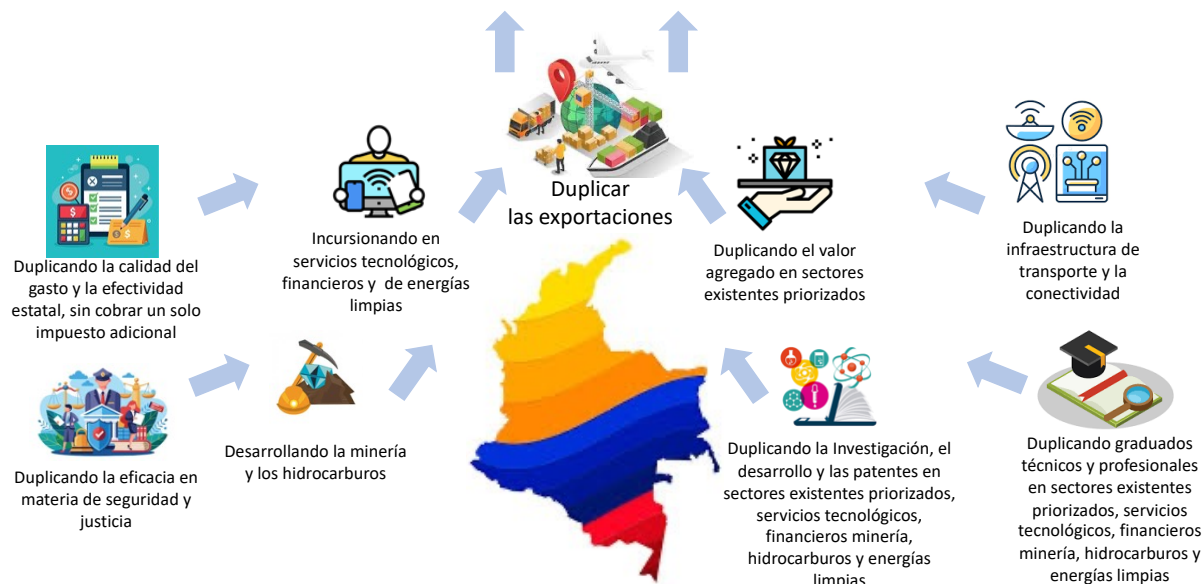 Duplicar
las exportaciones
Duplicando la calidad del
gasto y la efectividad
estatal, sin cobrar un solo
impuesto adicional
Incursionando en
servicios tecnológicos,
financieros y de energías
limpias
Duplicando el valor
agregado en sectores
existentes priorizados
Duplicando la
infraestructura de
transporte y la
conectividad
Duplicando la eficacia en
materia de seguridad y
justicia
Desarrollando la minería
y los hidrocarburos
Duplicando la Investigación, el
desarrollo y las patentes en
sectores existentes priorizados,
servicios tecnológicos,
financieros minería,
hidrocarburos y energías
limpias
Duplicando graduados
técnicos y profesionales
en sectores existentes
priorizados, servicios
tecnológicos, financieros
minería, hidrocarburos y
energías limpias